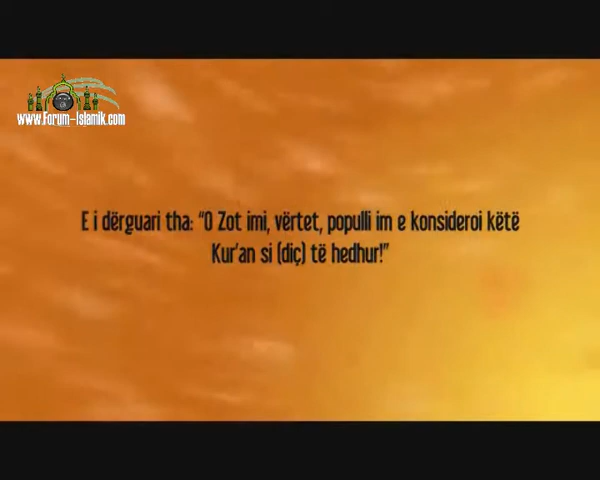 www.Forum-Islamik.com
E i dërguari tha: “O Zot imi, vërtet, populli im e konsideroi këtë
Kur'an si (diç) të hedhur!”